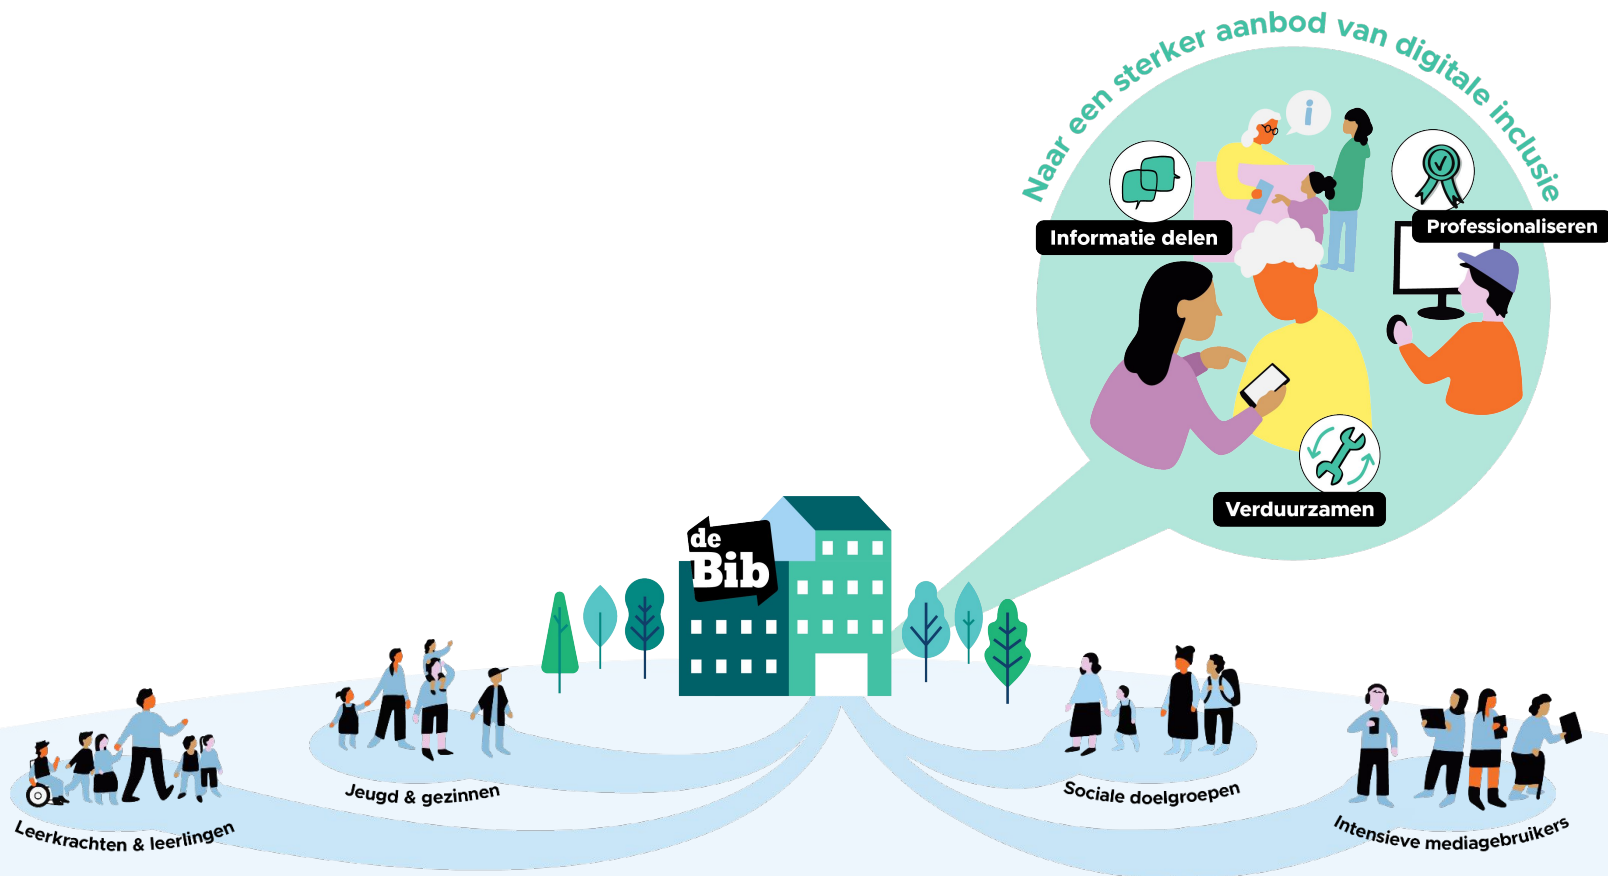 Naar een sterker aanbod van digitale inclusie
i
Informatie delen
Professionaliseren
Verduurzamen
de
Bib
Leerkrachten & leerlingen
Jeugd & gezinnen
Sociale doelgroepen
Intensieve mediagebruikers